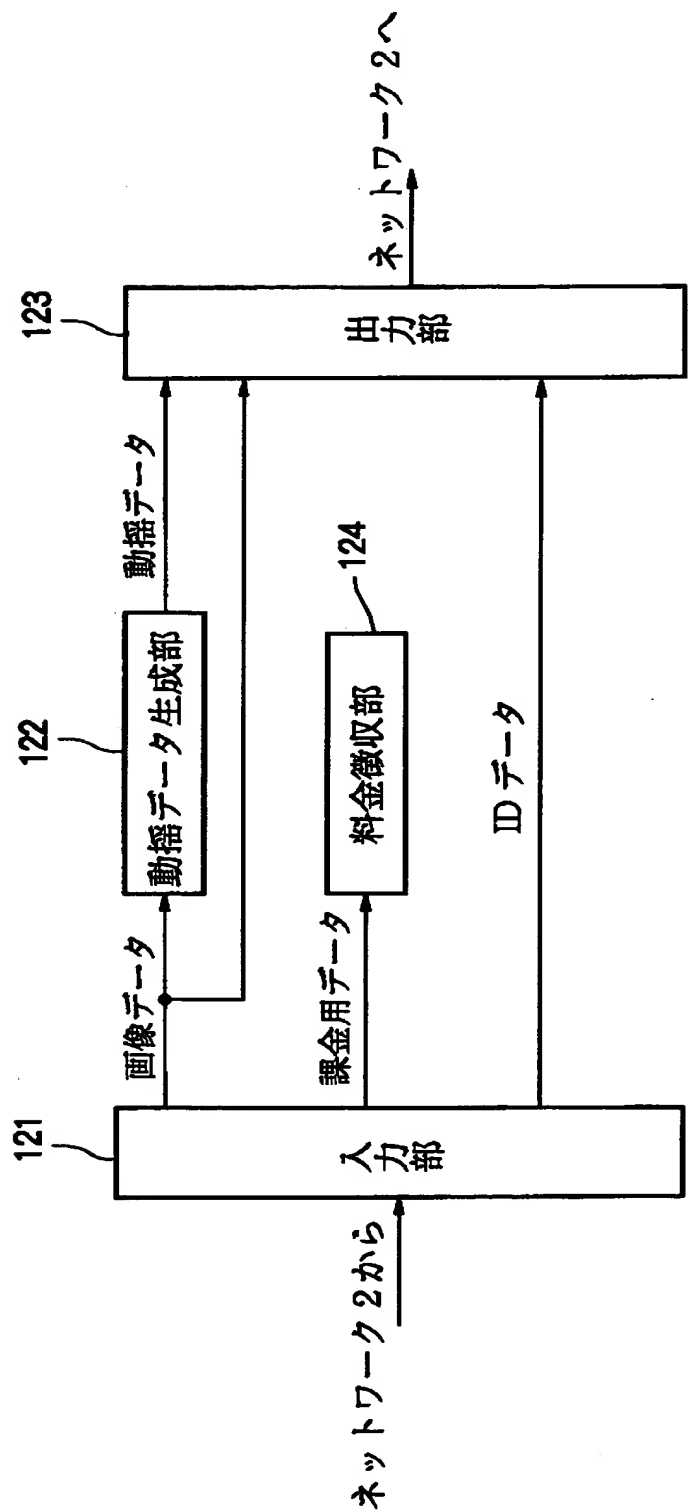 ネットワーク2から
121
入力部
画像データ
122
動揺データ生成部
動揺データ
課金用データ
料金徴収部
124
IDデータ
123
出力部
ネットワーク2へ